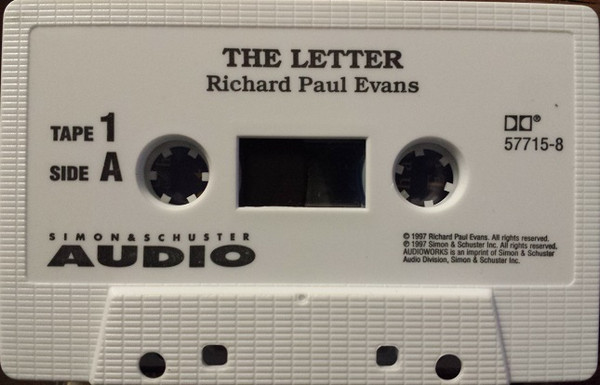 THE LETTER
Richard Paul Evans
TAPE 1
SIDE A
57715-8
SIMON & SCHUSTER
AUDIO
© 1997 Richard Paul Evans. All rights reserved.
℗ 1997 Simon & Schuster Inc. All rights reserved.
AUDIOWORKS is an imprint of Simon & Schuster
Audio Division, Simon & Schuster Inc.